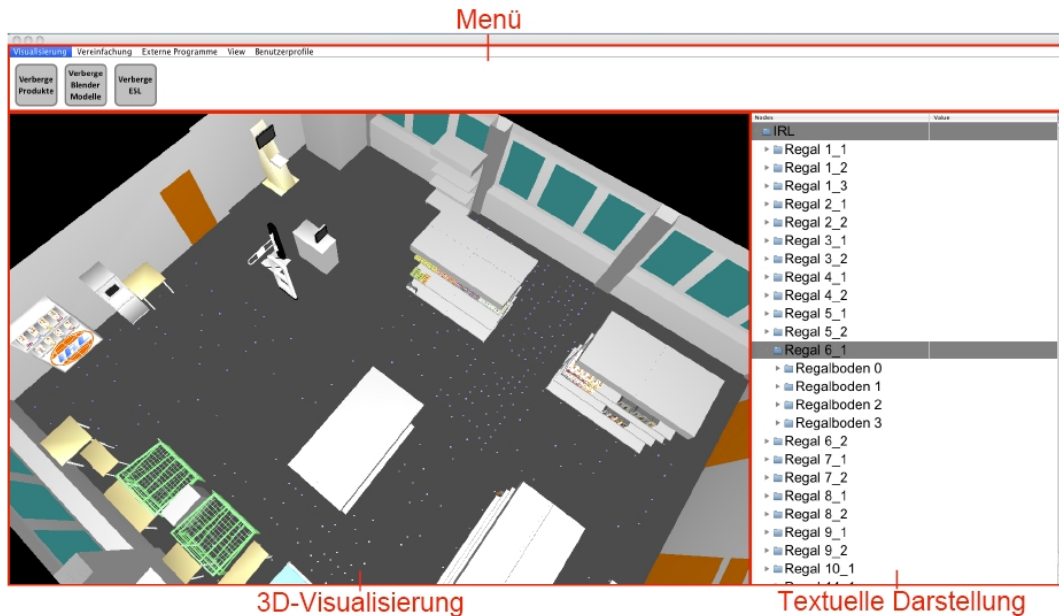 Menü
Visualisierung Vereinfachung Externe Programme View Benutzerprofile
Verberge Produkte
Verberge Blender Modelle
Verberge ESL
Nodes Value
IRL
Regal 1_1
Regal 1_2
Regal 1_3
Regal 2_1
Regal 2_2
Regal 3_1
Regal 3_2
Regal 4_1
Regal 4_2
Regal 5_1
Regal 5_2
Regal 6_1
Regalboden 0
Regalboden 1
Regalboden 2
Regalboden 3
Regal 6_2
Regal 7_1
Regal 7_2
Regal 8_1
Regal 8_2
Regal 9_1
Regal 9_2
Regal 10_1
3D-Visualisierung
Textuelle Darstellung